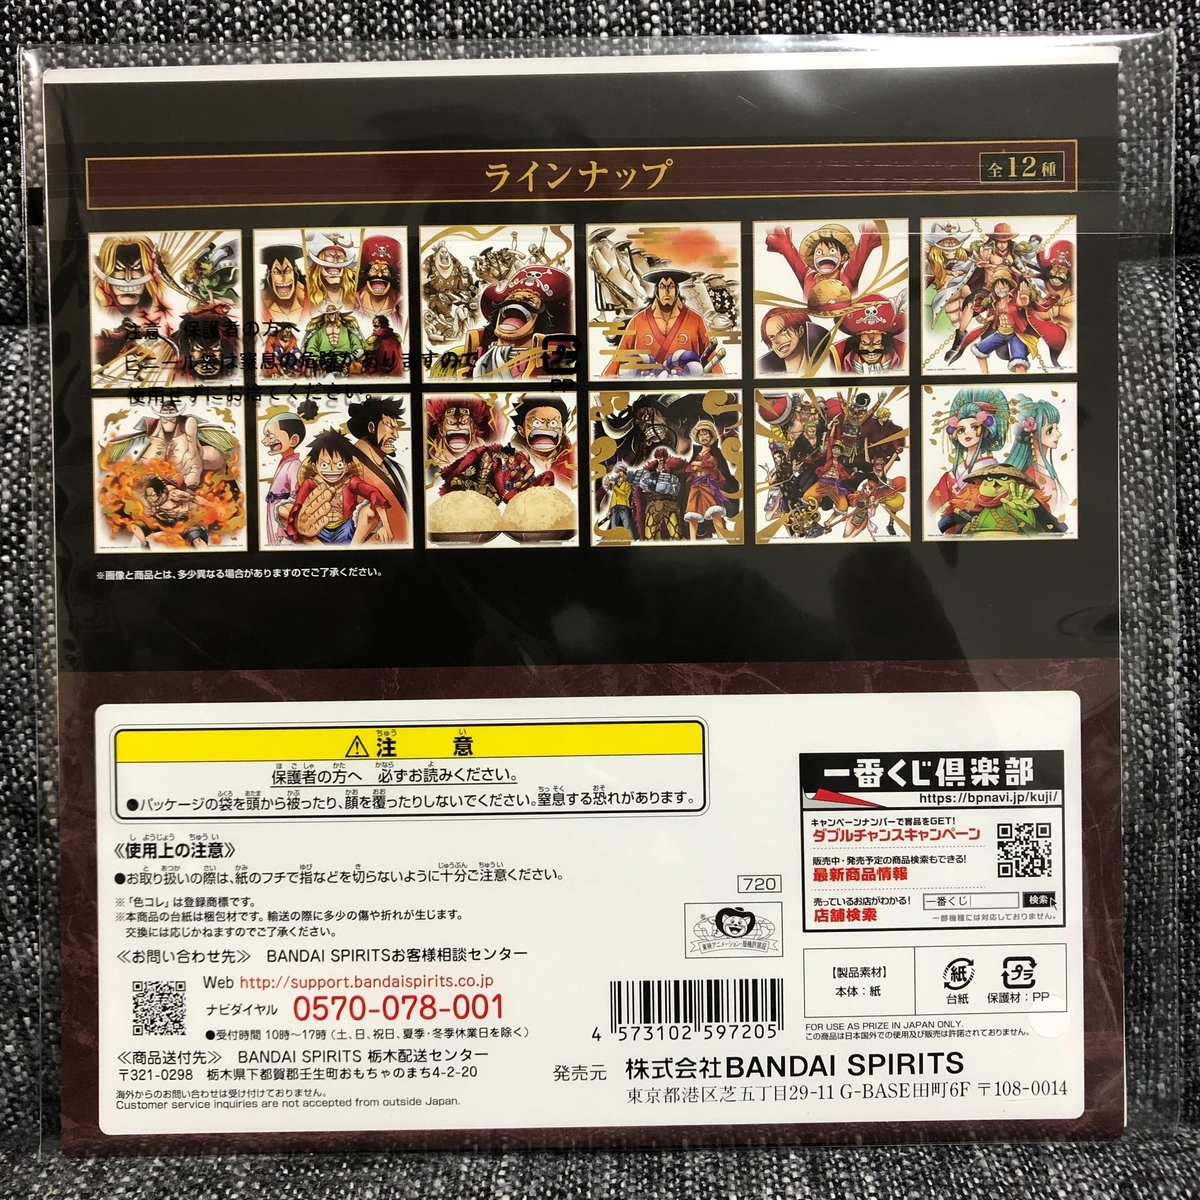 ラインナップ
全12種
注意 保護者の方へ
ビニール袋は窒息の危険がありますので、
使用せずにお捨てください。
PP
※画像と商品とは、多少異なる場合がありますのでご了承ください。
⚠注意
保護者の方へ 必ずお読みください。
●パッケージの袋を頭から被ったり、顔を覆ったりしないでください。窒息する恐れがあります。
《使用上の注意》
●お取り扱いの際は、紙のフチで指などを切らないように十分ご注意ください。
※「色コレ」は登録商標です。
※本商品の台紙は梱包材です。輸送の際に多少の傷や折れが生じます。
交換には応じかねますのでご了承ください。
≪お問い合わせ先≫ BANDAI SPIRITSお客様相談センター
Web http://support.bandaispirits.co.jp
ナビダイヤル 0570-078-001
●受付時間 10時～17時(土、日、祝日、夏季・冬季休業日を除く)
≪商品送付先≫ BANDAI SPIRITS 栃木配送センター
〒321-0298 栃木県下都賀郡壬生町おもちゃのまち4-2-20
海外からのお問い合わせは受け付けておりません。
Customer service inquiries are not accepted from outside Japan.
720
東映アニメーション・版権許諾証
4 573102 597205
発売元 株式会社BANDAI SPIRITS
東京都港区芝五丁目29-11 G-BASE田町6F 〒108-0014
一番くじ倶楽部
https://bpnavi.jp/kuji/
キャンペーンナンバーで賞品をGET!
ダブルチャンスキャンペーン
販売中・発売予定の商品検索もできる!
最新商品情報
売っているお店がわかる!
店舗検索
一番くじ 検索
一部機種には対応しておりません。
【製品素材】
本体：紙
紙
台紙
プラ
保護材：PP
FOR USE AS PRIZE IN JAPAN ONLY.
この商品は日本国外での使用及び販売は許諾されておりません。